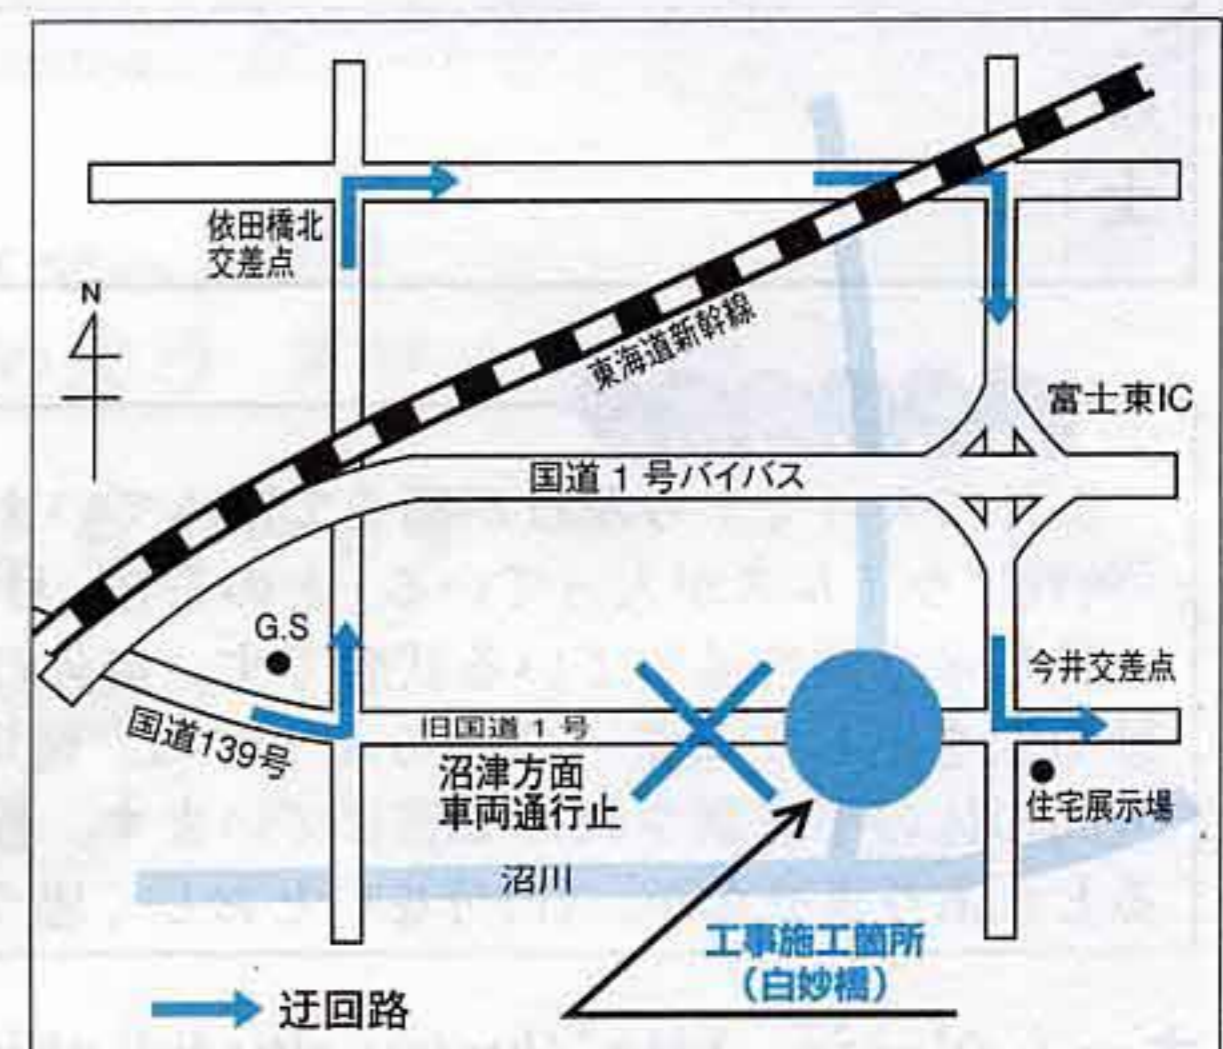 依田橋北
交差点
N
東海道新幹線
富士東IC
国道1号バイパス
G.S
今井交差点
国道139号
旧国道1号
沼津方面
車両通行止
住宅展示場
沼川
工事施工箇所
(白妙橋)
迂回路